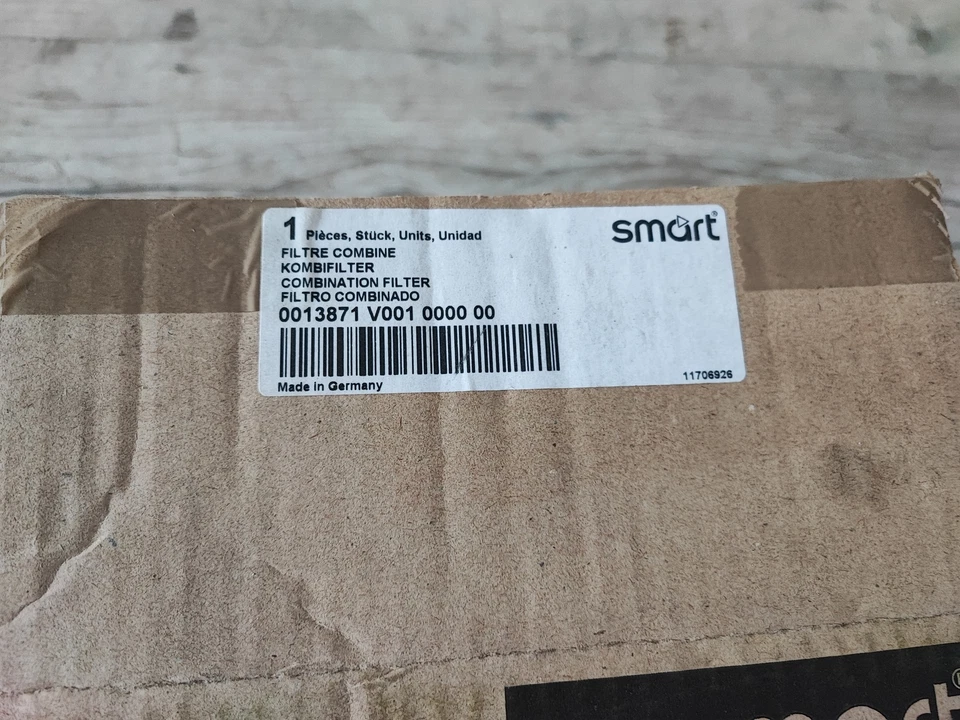 1 Pièces, Stück, Units, Unidad
smart®
FILTRE COMBINE
KOMBIFILTER
COMBINATION FILTER
FILTRO COMBINADO
0013871 V001 0000 00
Made in Germany
11706926